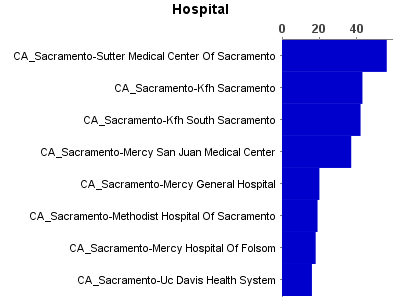 Hospital
0 20 40
CA_Sacramento-Sutter Medical Center Of Sacramento
CA_Sacramento-Kfh Sacramento
CA_Sacramento-Kfh South Sacramento
CA_Sacramento-Mercy San Juan Medical Center
CA_Sacramento-Mercy General Hospital
CA_Sacramento-Methodist Hospital Of Sacramento
CA_Sacramento-Mercy Hospital Of Folsom
CA_Sacramento-Uc Davis Health System